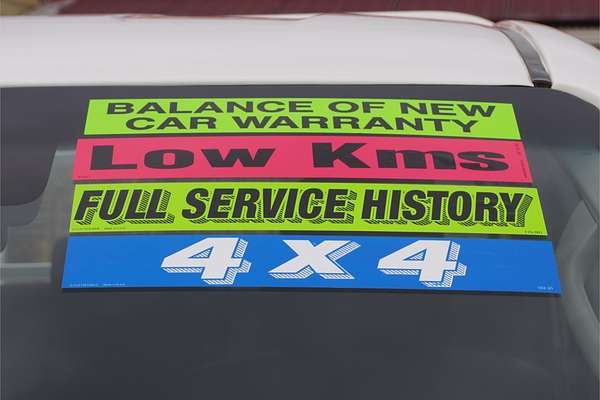 BALANCE OF NEW
CAR WARRANTY
Low Kms
FULL SERVICE HISTORY
4 X 4